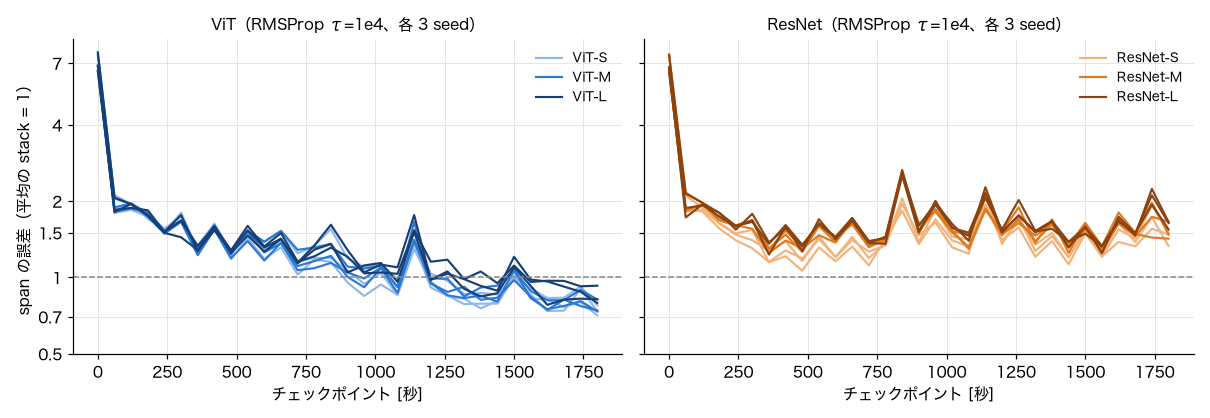 ViT（RMSProp τ=1e4、各 3 seed）
span の誤差（平均の stack = 1）
7
4
2
1.5
1
0.7
0.5
ViT-S
ViT-M
ViT-L
0 250 500 750 1000 1250 1500 1750
チェックポイント [秒]
ResNet（RMSProp τ=1e4、各 3 seed）
ResNet-S
ResNet-M
ResNet-L
0 250 500 750 1000 1250 1500 1750
チェックポイント [秒]